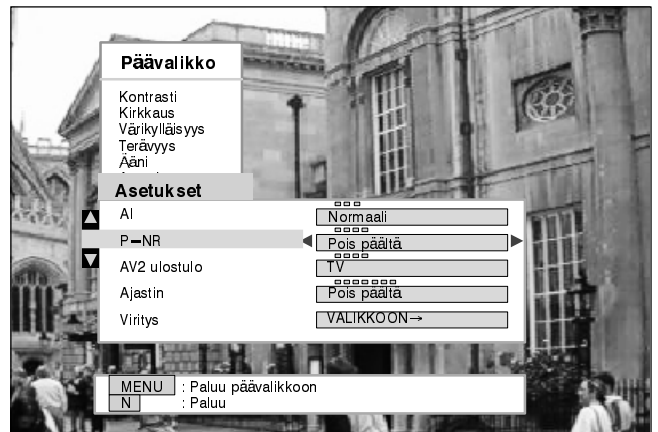 Päävalikko
Kontrasti
Kirkkaus
Värikylläisyys
Terävyys
Ääni
Asetukset
AI Normaali
P-NR Pois päältä
AV2 ulostulo TV
Ajastin Pois päältä
Viritys VALIKKOON→
MENU : Paluu päävalikkoon
N : Paluu